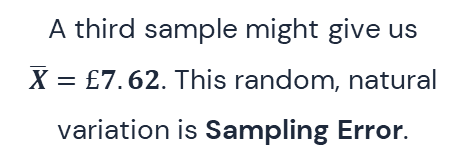 A third sample might give us
X̅ = £7.62. This random, natural
variation is Sampling Error.